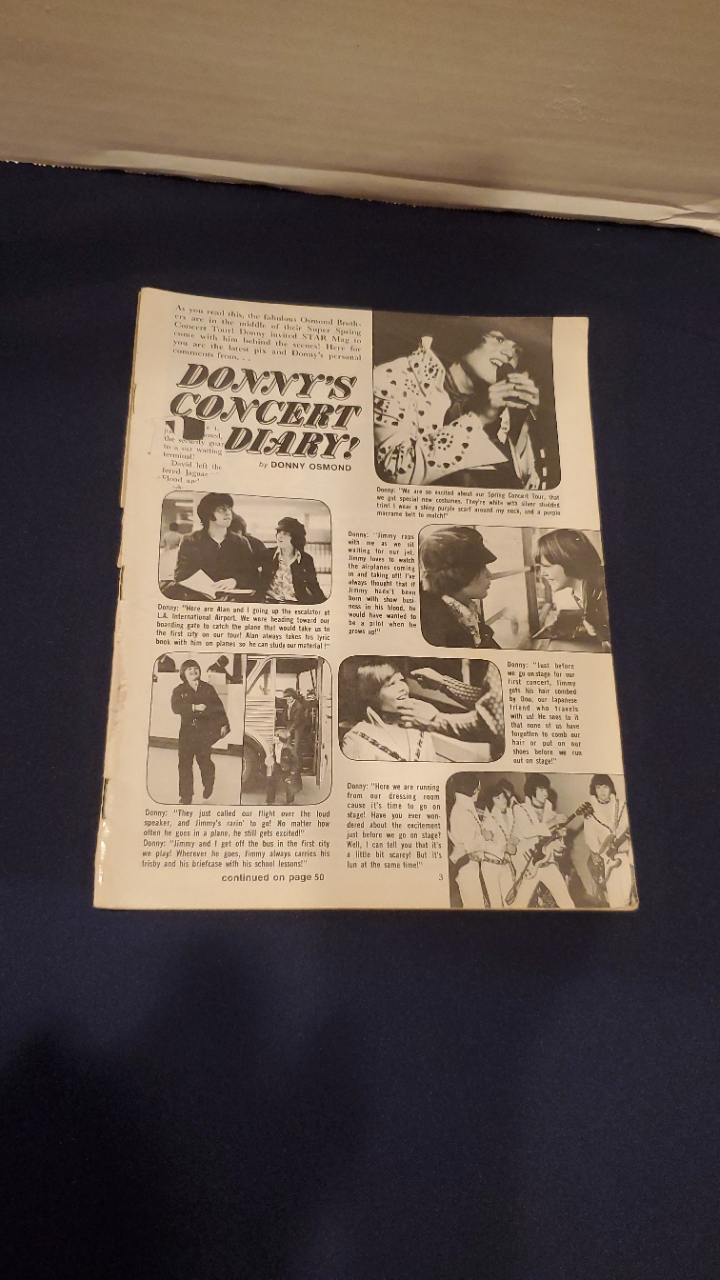 As you read this, the fabulous Osmond Broth-
ers are in the middle of their Super Spring
Concert Tour! Donny invited STAR Mag to
come with him behind the scenes! Here for
you are the latest pix and Donny's personal
comments from. . .
DONNY'S
CONCERT
DIARY!
by DONNY OSMOND
the security guar
to a car waiting
terminal!
David left the
Jaguar
Donny: "We are so excited about our Spring Concert Tour, that
we got special new costumes. They're white with silver studded
trim! I wear a shiny purple scarf around my neck, and a purple
macrame belt to match!"
Donny: "Here are Alan and I going up the escalator at
L.A. International Airport. We were heading toward our
boarding gate to catch the plane that would take us to
the first city on our tour! Alan always takes his lyric
book with him on planes so he can study our material!"
Donny: "Jimmy raps
with me as we sit
waiting for our jet.
Jimmy loves to watch
the airplanes coming
in and taking off! I've
always thought that if
Jimmy hadn't been
born with show busi-
ness in his blood, he
would have wanted to
be a pilot when he
grows up!"
Donny: "Just before
we go on stage for our
first concert, Jimmy
gets his hair combed
by Ono, our Japanese
friend who travels
with us! He sees to it
that none of us have
forgotten to comb our
hair or put on our
shoes before we run
out on stage!"
Donny: "They just called our flight over the loud
speaker, and Jimmy's rarin' to go! No matter how
often he goes in a plane, he still gets excited!"
Donny: "Jimmy and I get off the bus in the first city
we play! Wherever he goes, Jimmy always carries his
frisby and his briefcase with his school lessons!"
Donny: "Here we are running
from our dressing room
cause it's time to go on
stage! Have you ever won-
dered about the excitement
just before we go on stage?
Well, I can tell you that it's
a little bit scarey! But it's
fun at the same time!"
continued on page 50
3